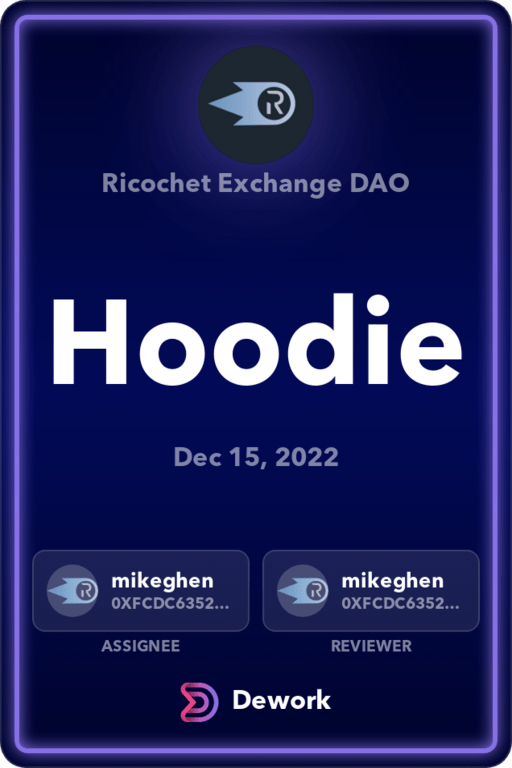 R
Ricochet Exchange DAO
Hoodie
Dec 15, 2022
mikeghen
0XFCDC6352...
ASSIGNEE
mikeghen
0XFCDC6352...
REVIEWER
Dework